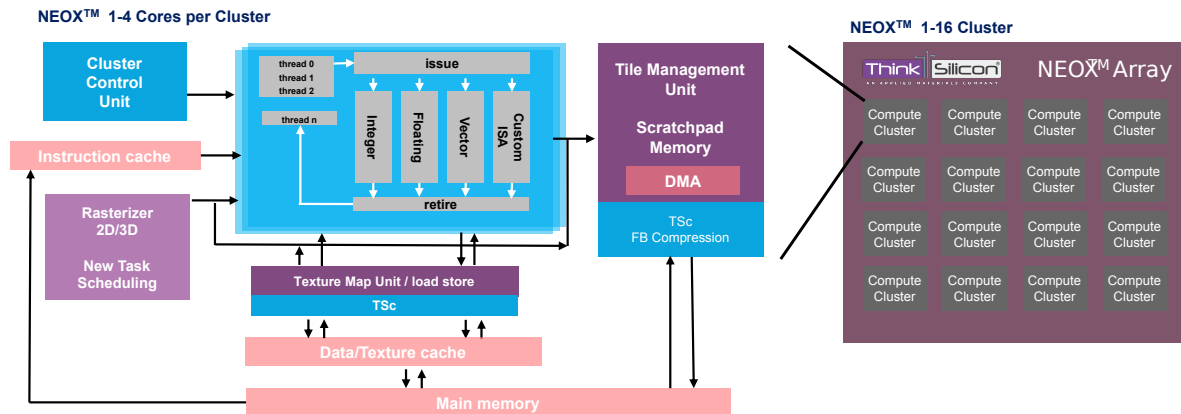 NEOX™ 1-4 Cores per Cluster
Cluster
Control
Unit
Instruction cache
Rasterizer
2D/3D
New Task
Scheduling
thread 0
thread 1
thread 2
thread n
issue
Integer
Floating
Vector
Custom
ISA
retire
Texture Map Unit / load store
TSc
Data/Texture cache
Main memory
Tile Management
Unit
Scratchpad
Memory
DMA
TSc
FB Compression
NEOX™ 1-16 Cluster
Think Silicon®
AN APPLIED MATERIALS COMPANY
NEOX™ Array
Compute
Cluster
Compute
Cluster
Compute
Cluster
Compute
Cluster
Compute
Cluster
Compute
Cluster
Compute
Cluster
Compute
Cluster
Compute
Cluster
Compute
Cluster
Compute
Cluster
Compute
Cluster
Compute
Cluster
Compute
Cluster
Compute
Cluster
Compute
Cluster